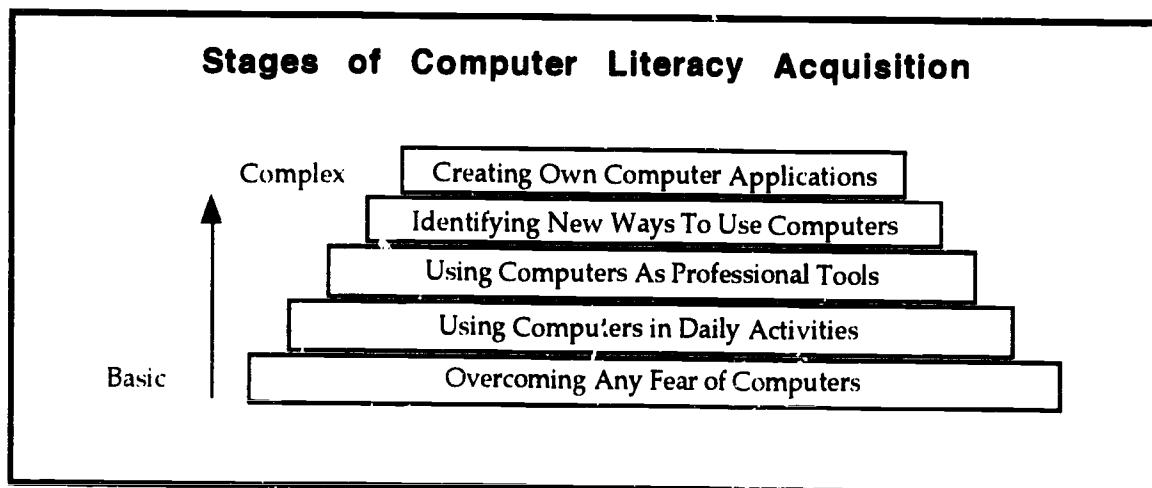 Stages of Computer Literacy Acquisition
Complex
Creating Own Computer Applications
Identifying New Ways To Use Computers
Using Computers As Professional Tools
Using Computers in Daily Activities
Basic
Overcoming Any Fear of Computers